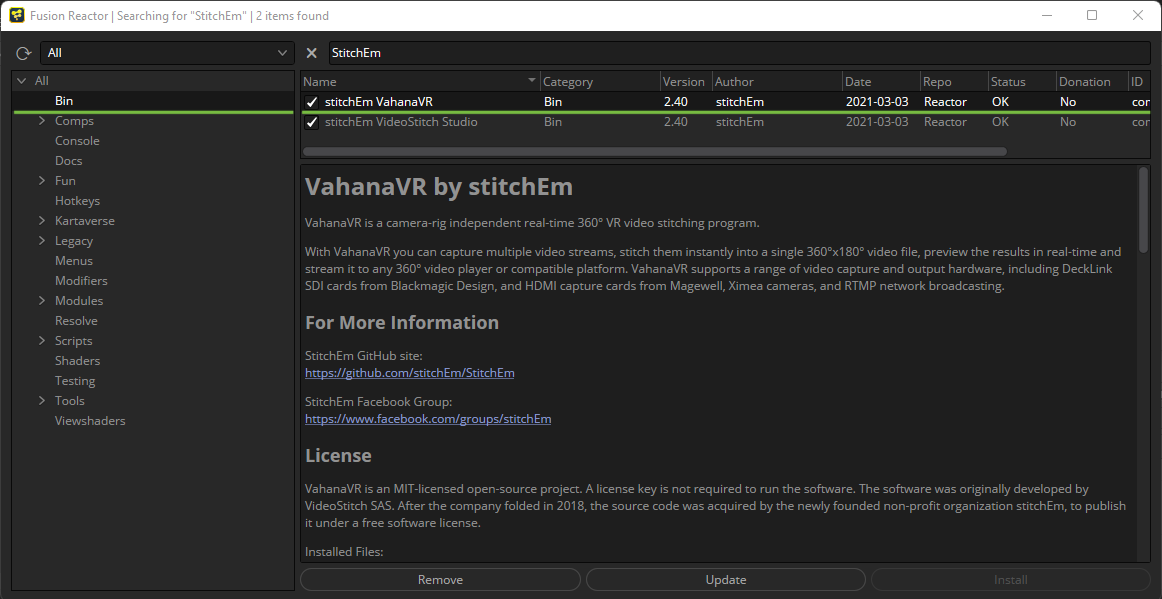 Fusion Reactor | Searching for "StitchEm" | 2 items found
All
StitchEm
All
Bin
Comps
Console
Docs
Fun
Hotkeys
Kartaverse
Legacy
Menus
Modifiers
Modules
Resolve
Scripts
Shaders
Testing
Tools
Viewshaders
Name Category Version Author Date Repo Status Donation ID
stitchEm VahanaVR Bin 2.40 stitchEm 2021-03-03 Reactor OK No cor
stitchEm VideoStitch Studio Bin 2.40 stitchEm 2021-03-03 Reactor OK No cor
VahanaVR by stitchEm
VahanaVR is a camera-rig independent real-time 360° VR video stitching program.
With VahanaVR you can capture multiple video streams, stitch them instantly into a single 360°x180° video file, preview the results in real-time and
stream it to any 360° video player or compatible platform. VahanaVR supports a range of video capture and output hardware, including DeckLink
SDI cards from Blackmagic Design, and HDMI capture cards from Magewell, Ximea cameras, and RTMP network broadcasting.
For More Information
StitchEm GitHub site:
https://github.com/stitchEm/StitchEm
StitchEm Facebook Group:
https://www.facebook.com/groups/stitchEm
License
VahanaVR is an MIT-licensed open-source project. A license key is not required to run the software. The software was originally developed by
VideoStitch SAS. After the company folded in 2018, the source code was acquired by the newly founded non-profit organization stitchEm, to publish
it under a free software license.
Installed Files:
Remove Update Install